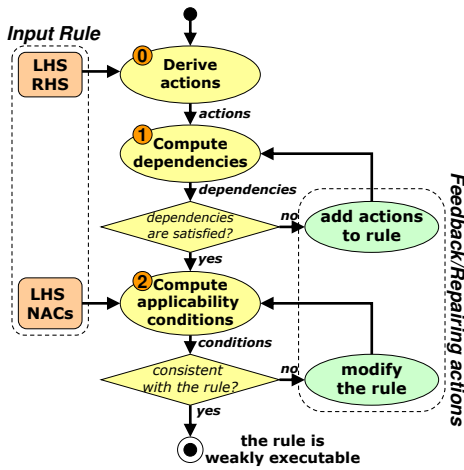 Input Rule
LHS
RHS
0
Derive
actions
actions
1
Compute
dependencies
dependencies
dependencies
are satisfied?
no
add actions
to rule
yes
LHS
NACs
2
Compute
applicability
conditions
conditions
consistent
with the rule?
no
modify
the rule
yes
the rule is
weakly executable
Feedback/Repairing actions